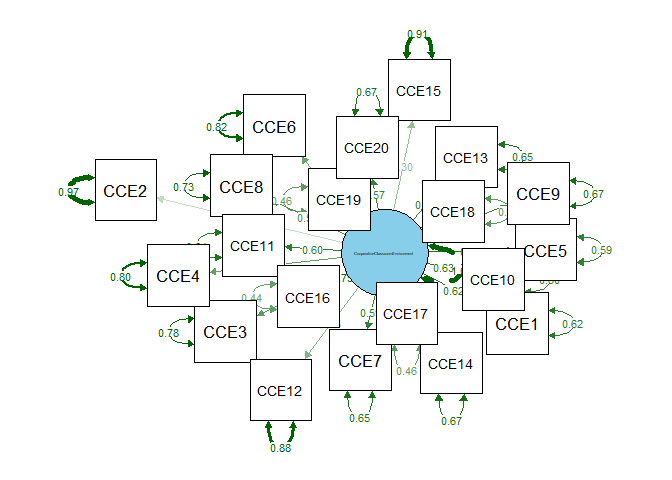 0.91
CCE15
0.67
CCE6
0.82
CCE20
CCE13
0.65
30
CCE2
0.97
CCE8
0.73
CCE19
0.46
.57
CCE9
0.67
CCE18
CCE11
0.60
CooperativeClassroomEnvironment
CCE5
0.59
CCE4
0.80
0.63
CCE10
0.62
CCE16
0.44
CCE17
CCE1
0.62
CCE3
0.78
CCE7
CCE14
0.46
CCE12
0.65
0.67
0.88